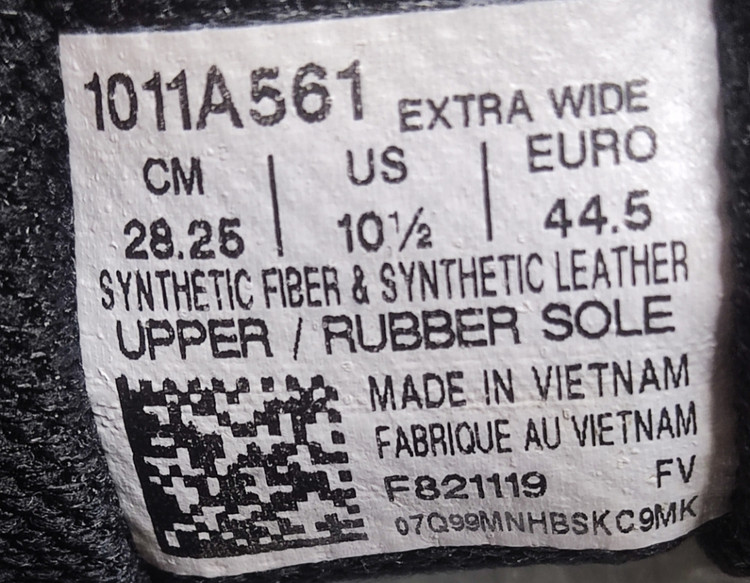 1011A561 EXTRA WIDE
CM | US | EURO
28.25 | 10½ | 44.5
SYNTHETIC FIBER & SYNTHETIC LEATHER
UPPER / RUBBER SOLE
MADE IN VIETNAM
FABRIQUE AU VIETNAM
F821119 FV
07Q99MNHBSKC9MK